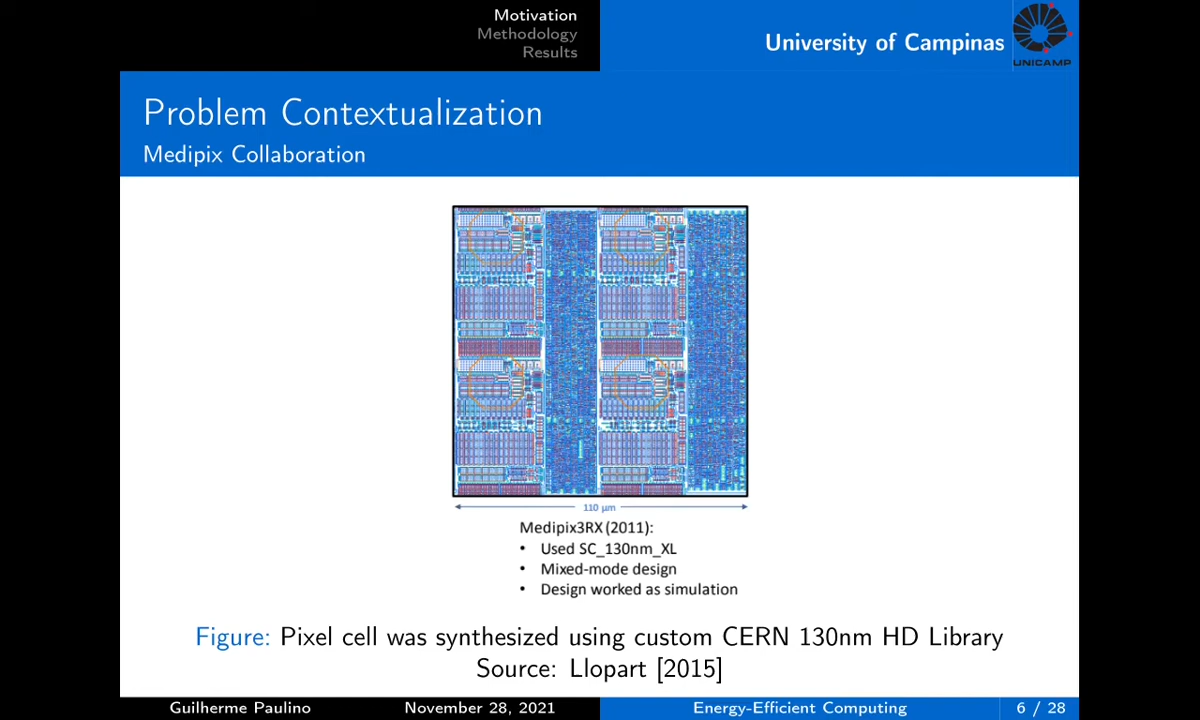 Motivation
Methodology
Results
University of Campinas
UNICAMP
Problem Contextualization
Medipix Collaboration
110 µm
Medipix3RX (2011):
• Used SC_130nm_XL
• Mixed-mode design
• Design worked as simulation
Figure: Pixel cell was synthesized using custom CERN 130nm HD Library
Source: Llopart [2015]
Guilherme Paulino November 28, 2021 Energy-Efficient Computing 6 / 28